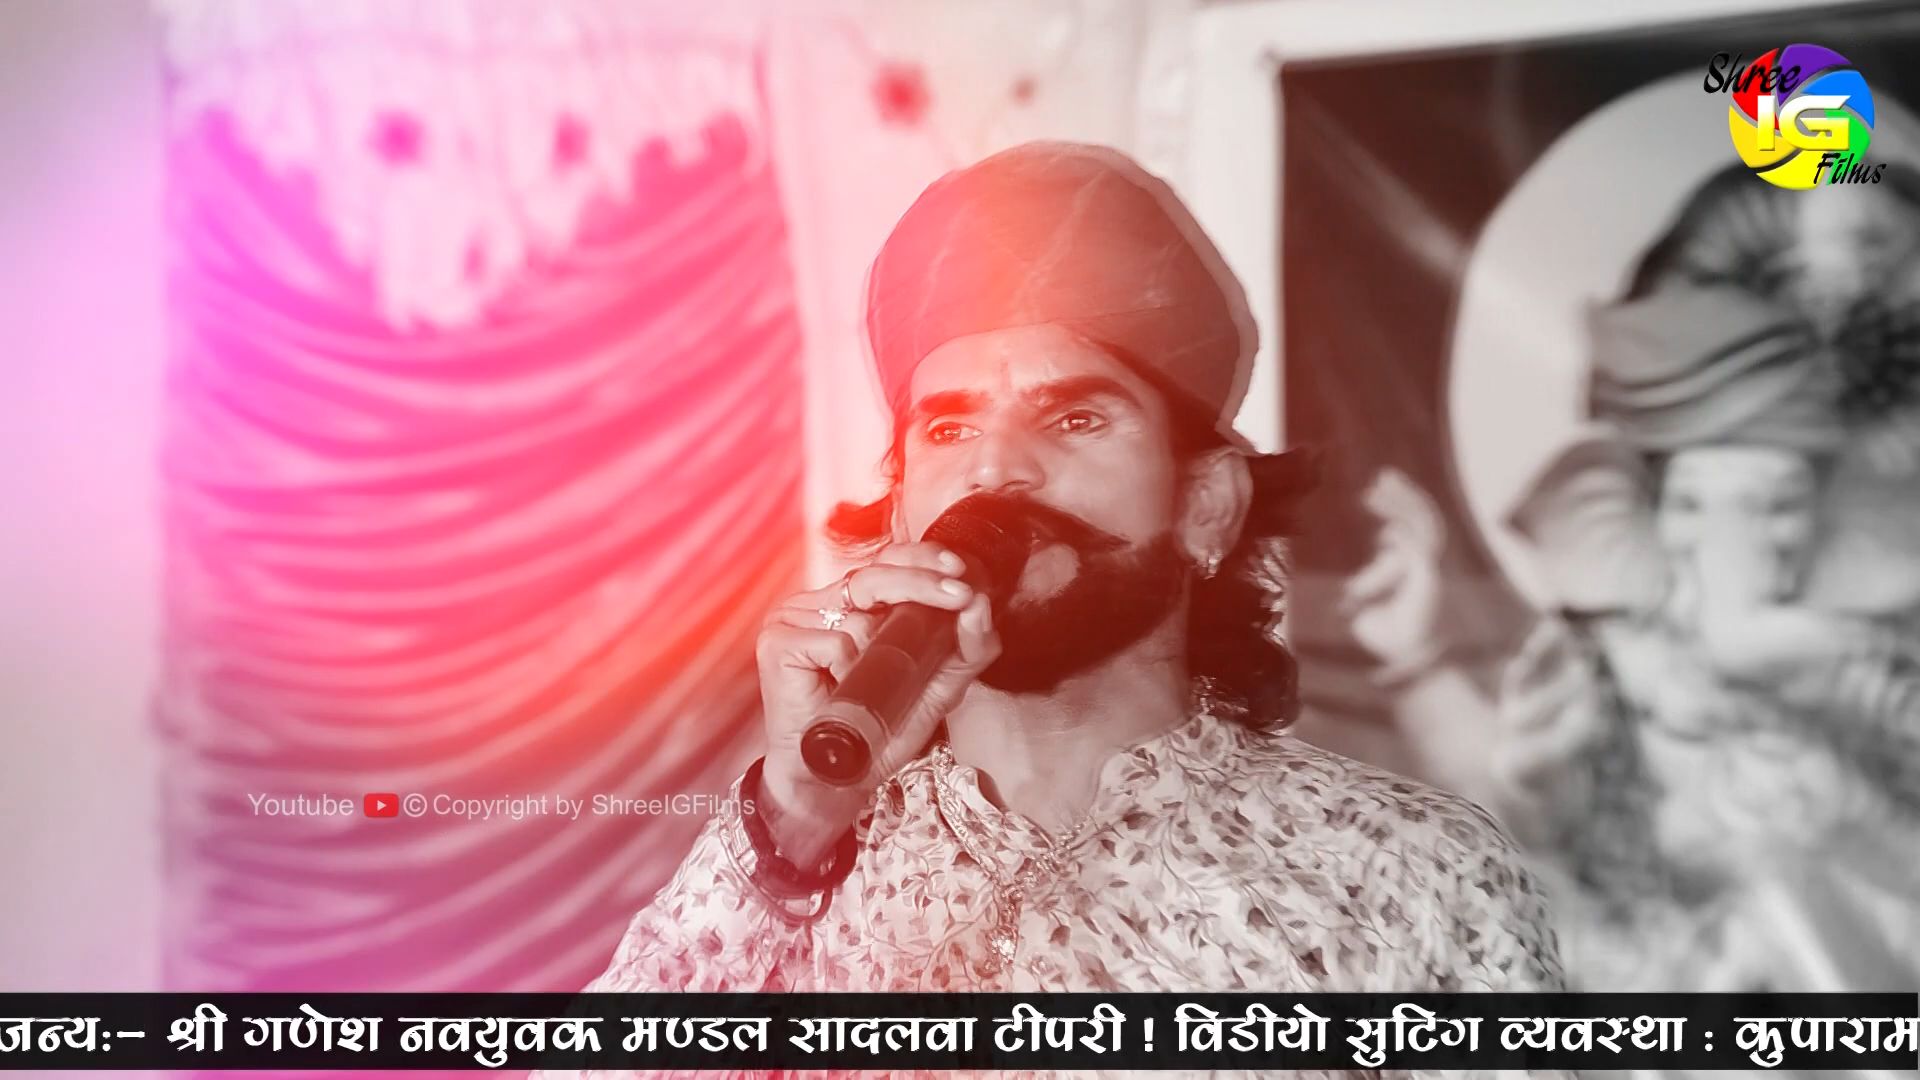 Shree
IG
Films
Youtube © Copyright by ShreeIGFilms
जन्यः- श्री गणेश नवयुवक मण्डल सादलवा टीपरी ! विडीयो सुटिंग व्यवस्था : कुपाराम